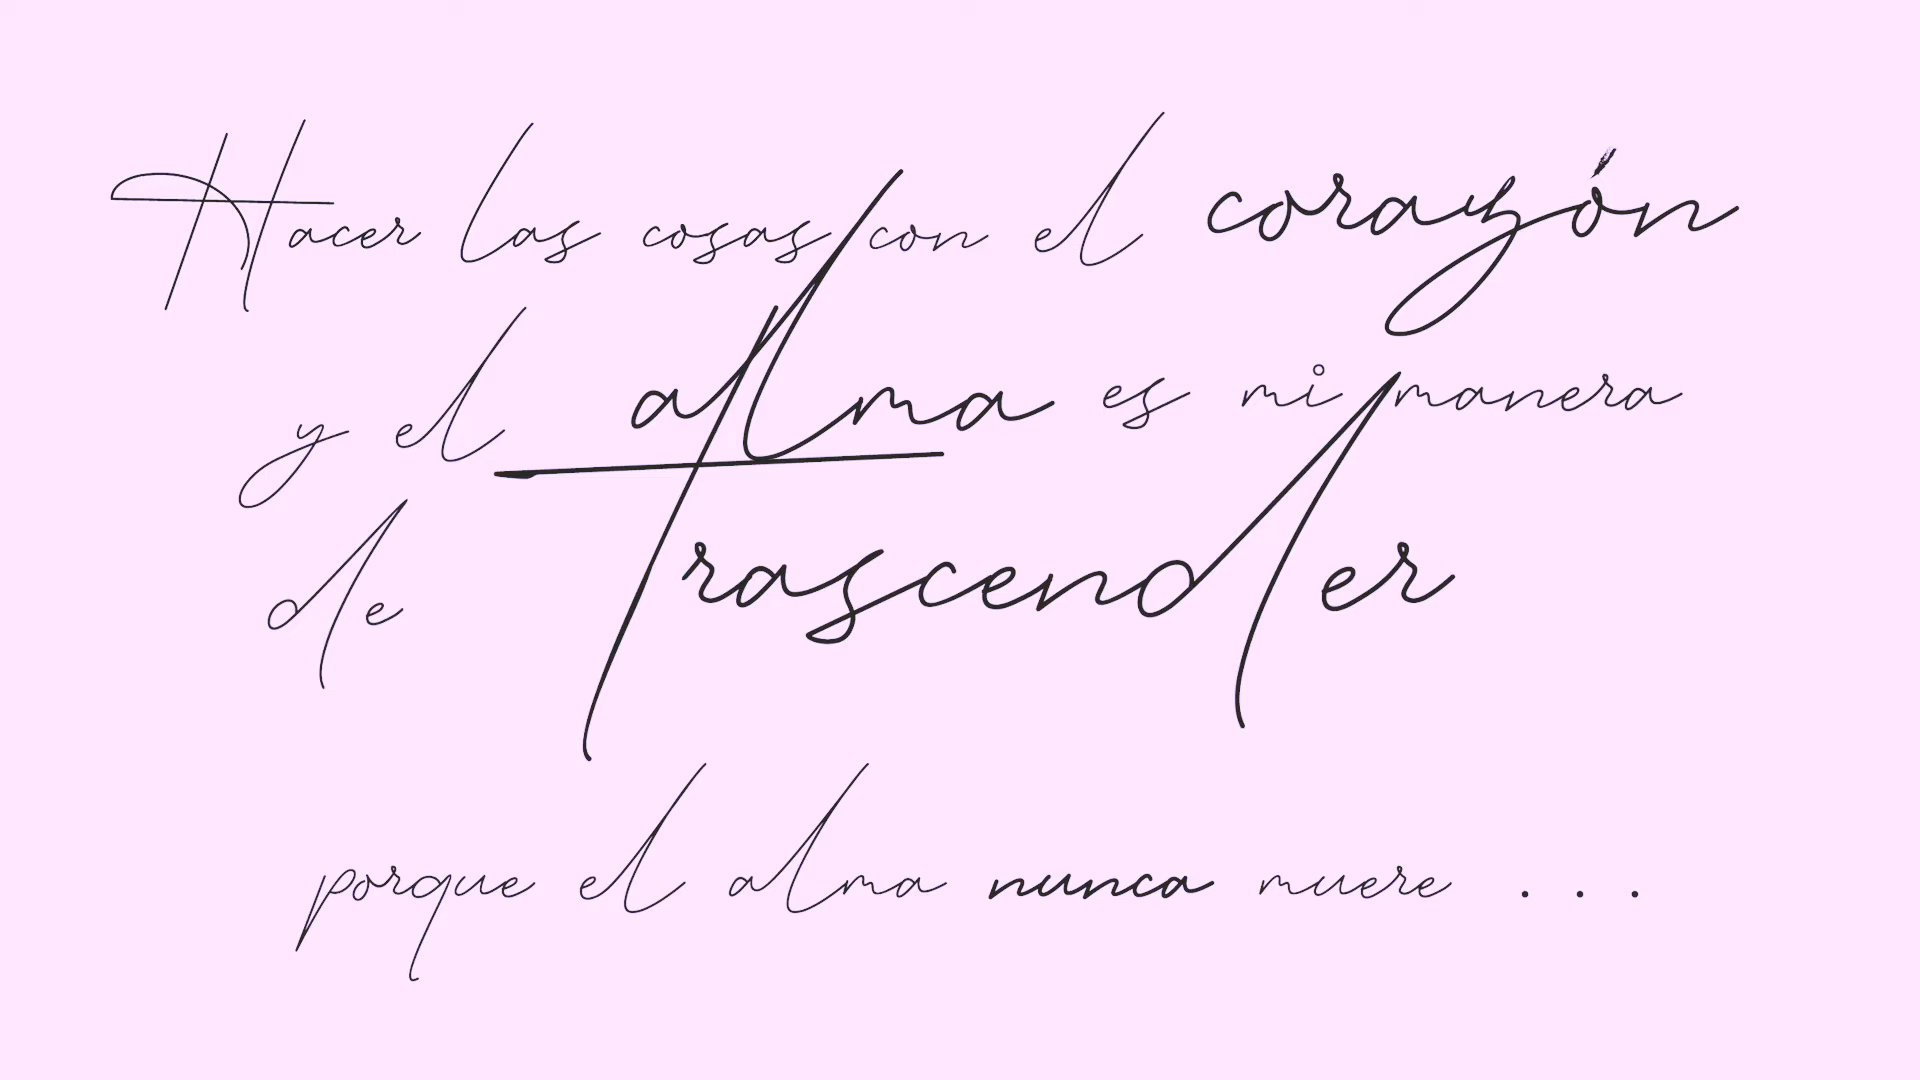 Hacer las cosas con el corazón
y el alma es mi manera
de Trascender
porque el alma nunca muere . . .